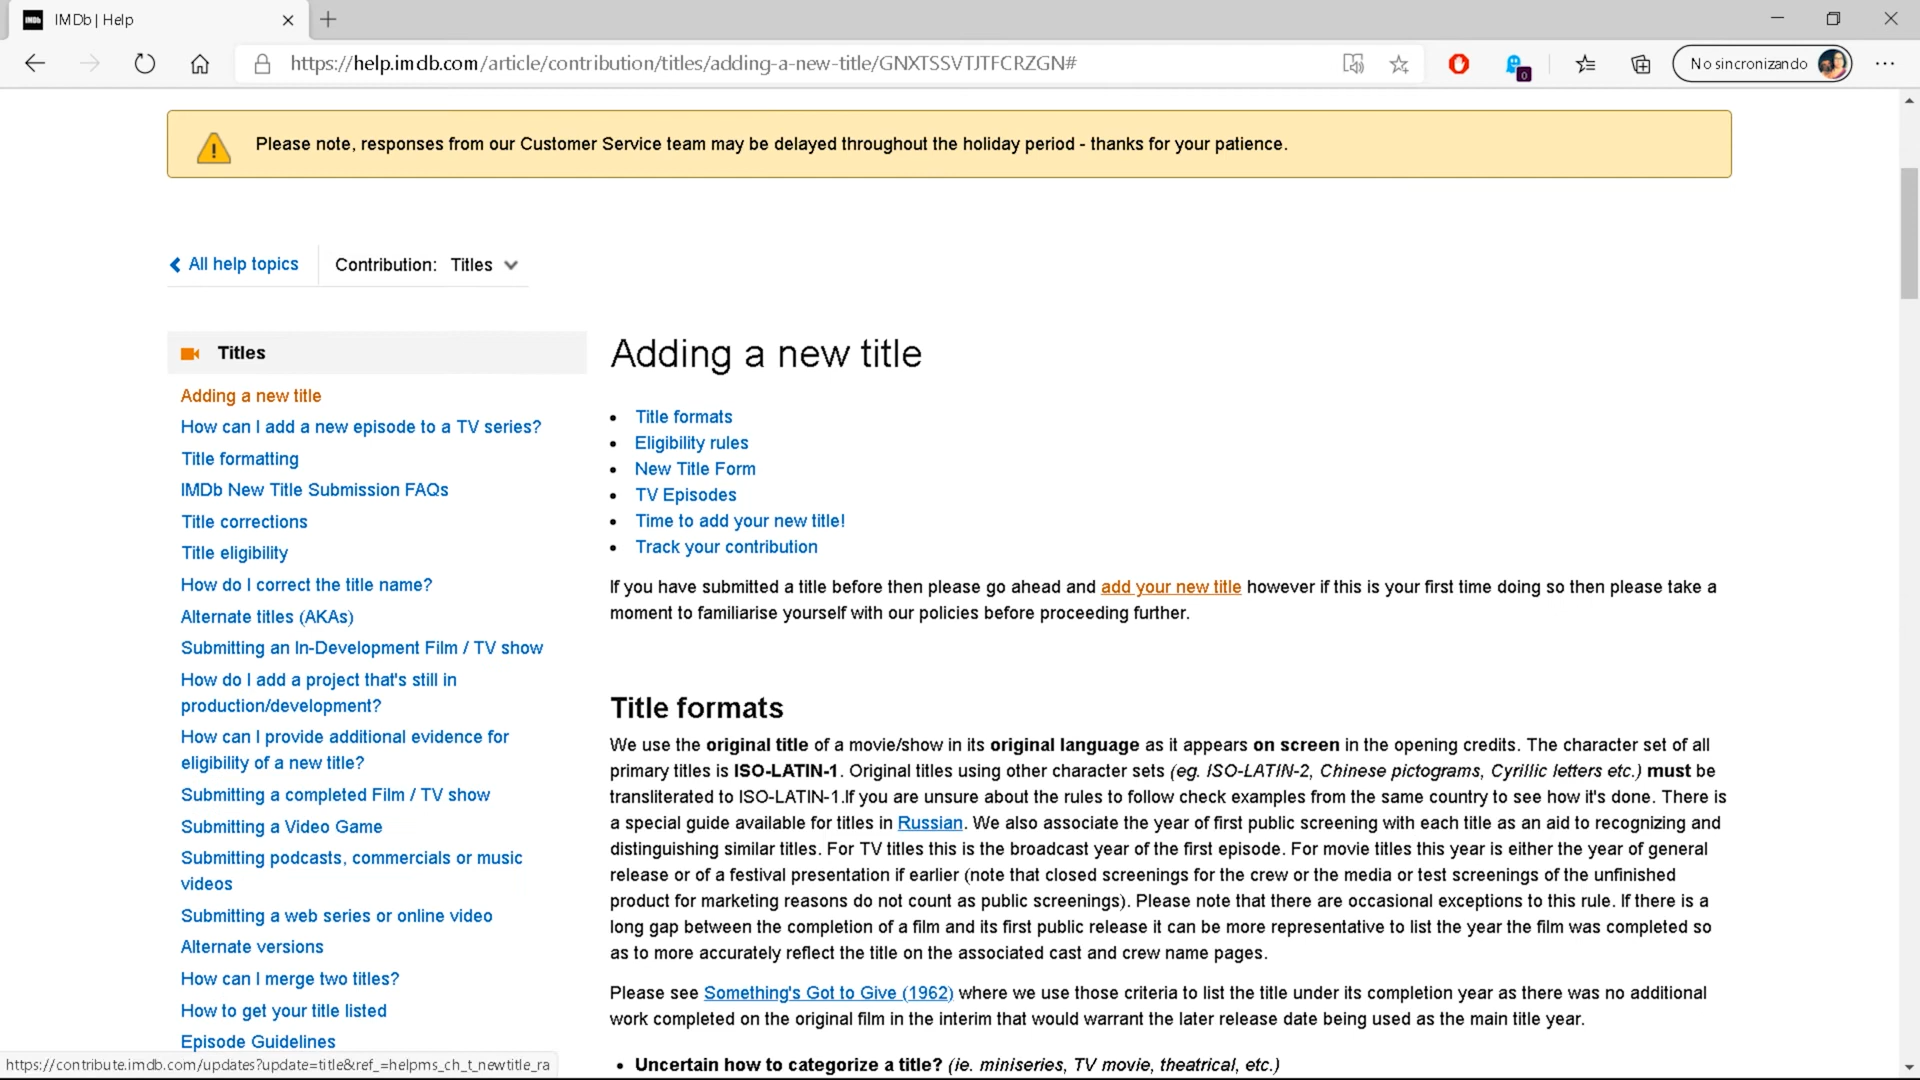 IMDb | Help
https://help.imdb.com/article/contribution/titles/adding-a-new-title/GNXTSSVTJTFCRZGN#
0
No sincronizando
Please note, responses from our Customer Service team may be delayed throughout the holiday period - thanks for your patience.
All help topics
Contribution: Titles
Titles
Adding a new title
How can I add a new episode to a TV series?
Title formatting
IMDb New Title Submission FAQs
Title corrections
Title eligibility
How do I correct the title name?
Alternate titles (AKAs)
Submitting an In-Development Film / TV show
How do I add a project that's still in
production/development?
How can I provide additional evidence for
eligibility of a new title?
Submitting a completed Film / TV show
Submitting a Video Game
Submitting podcasts, commercials or music
videos
Submitting a web series or online video
Alternate versions
How can I merge two titles?
How to get your title listed
Episode Guidelines
Adding a new title
• Title formats
• Eligibility rules
• New Title Form
• TV Episodes
• Time to add your new title!
• Track your contribution
If you have submitted a title before then please go ahead and add your new title however if this is your first time doing so then please take a
moment to familiarise yourself with our policies before proceeding further.
Title formats
We use the original title of a movie/show in its original language as it appears on screen in the opening credits. The character set of all
primary titles is ISO-LATIN-1. Original titles using other character sets (eg. ISO-LATIN-2, Chinese pictograms, Cyrillic letters etc.) must be
transliterated to ISO-LATIN-1.If you are unsure about the rules to follow check examples from the same country to see how it's done. There is
a special guide available for titles in Russian. We also associate the year of first public screening with each title as an aid to recognizing and
distinguishing similar titles. For TV titles this is the broadcast year of the first episode. For movie titles this year is either the year of general
release or of a festival presentation if earlier (note that closed screenings for the crew or the media or test screenings of the unfinished
product for marketing reasons do not count as public screenings). Please note that there are occasional exceptions to this rule. If there is a
long gap between the completion of a film and its first public release it can be more representative to list the year the film was completed so
as to more accurately reflect the title on the associated cast and crew name pages.
Please see Something's Got to Give (1962) where we use those criteria to list the title under its completion year as there was no additional
work completed on the original film in the interim that would warrant the later release date being used as the main title year.
• Uncertain how to categorize a title? (ie. miniseries, TV movie, theatrical, etc.)
https://contribute.imdb.com/updates?update=title&ref_=helpms_ch_t_newtitle_ra